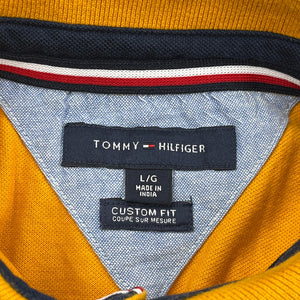 TOMMY HILFIGER
L/G
MADE IN
INDIA
CUSTOM FIT
COUPE SUR MESURE